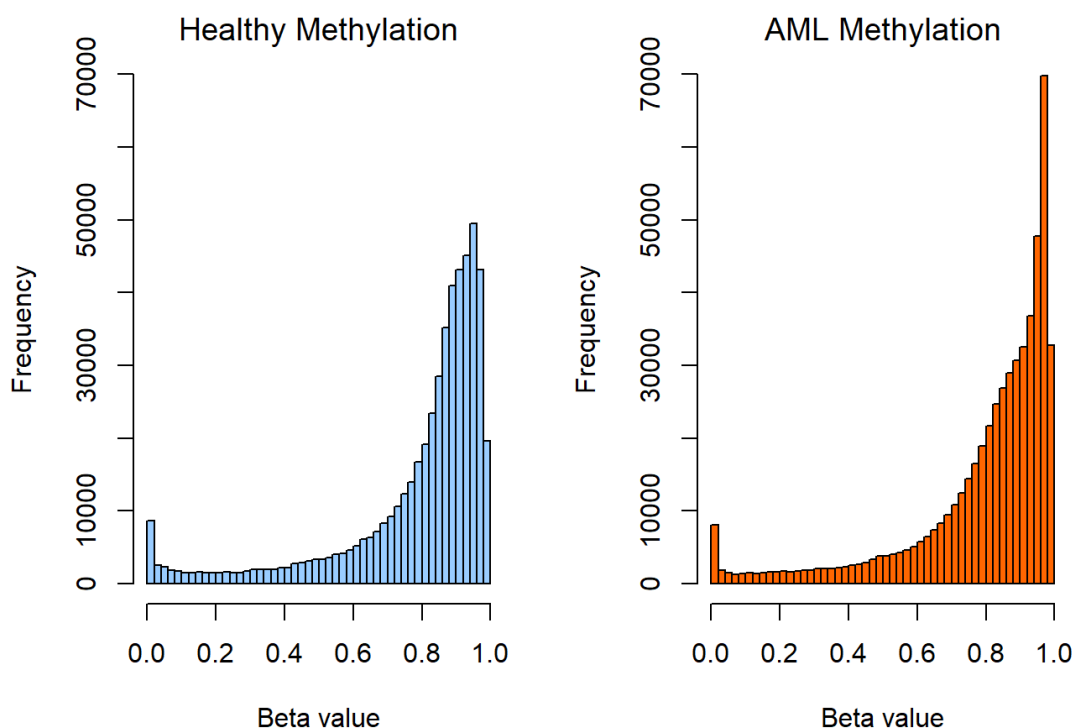 Healthy Methylation
Frequency
70000
50000
30000
10000
0
0.0 0.2 0.4 0.6 0.8 1.0
Beta value
AML Methylation
Frequency
70000
50000
30000
10000
0
0.0 0.2 0.4 0.6 0.8 1.0
Beta value